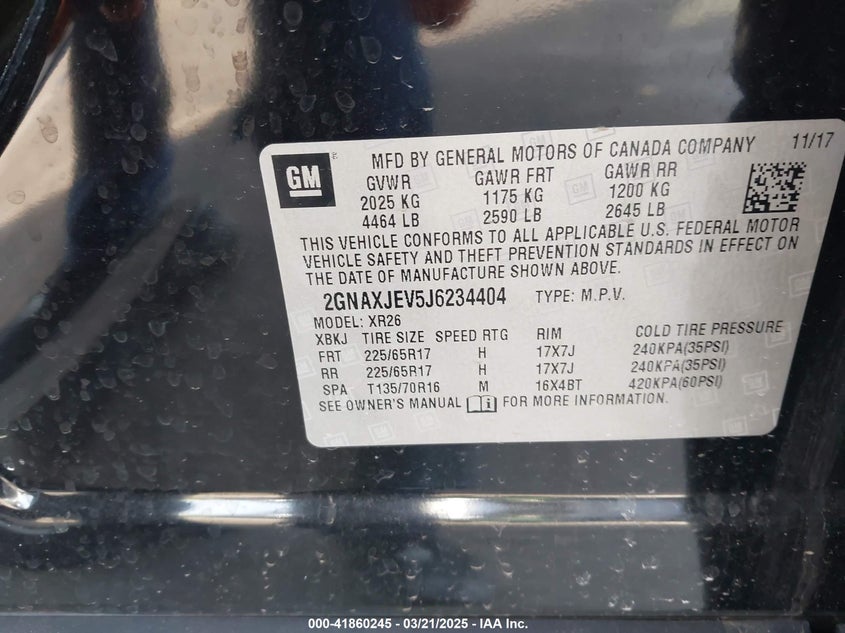 GM
MFD BY GENERAL MOTORS OF CANADA COMPANY 11/17
GVWR GAWR FRT GAWR RR
2025 KG 1175 KG 1200 KG
4464 LB 2590 LB 2645 LB
THIS VEHICLE CONFORMS TO ALL APPLICABLE U.S. FEDERAL MOTOR
VEHICLE SAFETY AND THEFT PREVENTION STANDARDS IN EFFECT ON
THE DATE OF MANUFACTURE SHOWN ABOVE.
2GNAXJEV5J6234404 TYPE: M.P.V.
MODEL: XR26
XBKJ TIRE SIZE SPEED RTG RIM COLD TIRE PRESSURE
FRT 225/65R17 H 17X7J 240KPA(35PSI)
RR 225/65R17 H 17X7J 240KPA(35PSI)
SPA T135/70R16 M 16X4BT 420KPA(60PSI)
SEE OWNER'S MANUAL FOR MORE INFORMATION.
000-41860245 - 03/21/2025 - IAA Inc.